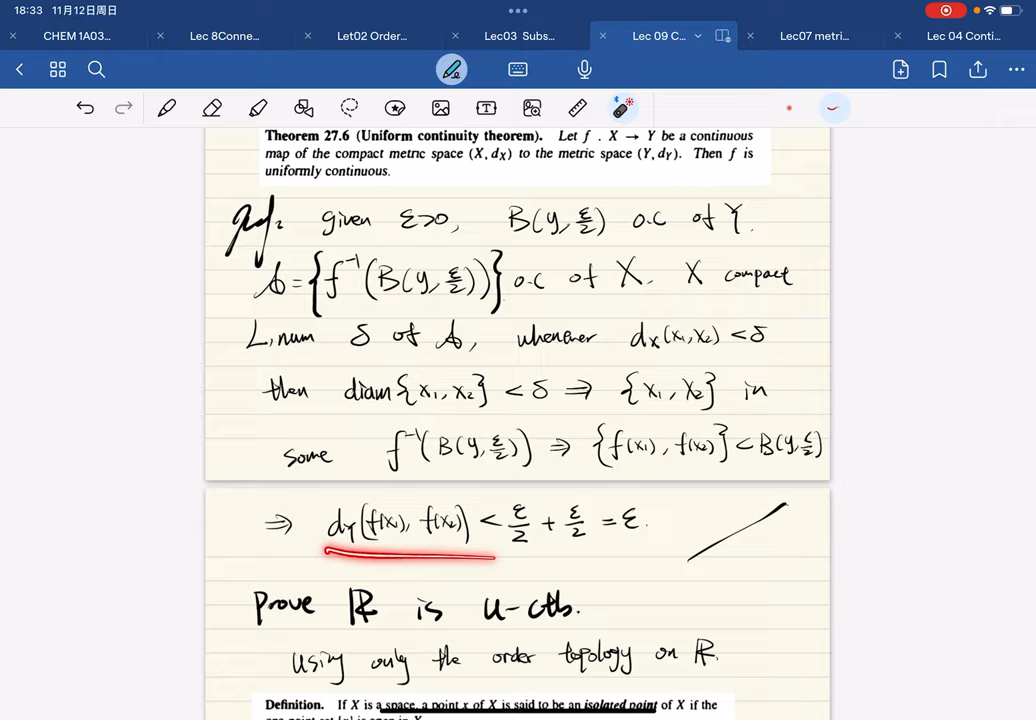 18:33 11月12日周日
CHEM 1A03... Lec 8Conne... Let02 Order... Lec03 Subs... Lec 09 C... Lec07 metri... Lec 04 Conti...
Theorem 27.6 (Uniform continuity theorem). Let f . X → Y be a continuous
map of the compact metric space (X, dX) to the metric space (Y, dY). Then f is
uniformly continuous.
given ε>0, B(y, ε/2) o.c of Y.
A = {f⁻¹(B(y, ε/2))} o.c of X. X compact
L, num δ of A, whenever dx(x₁,x₂) < δ
then diam{x₁, x₂} < δ ⇒ {x₁, x₂} in
some f⁻¹(B(y, ε/2)) ⇒ {f(x₁), f(x₂)} < B(y, ε/2)
⇒ dY(f(x₁), f(x₂)) < ε/2 + ε/2 = ε.
Prove R is u-ctb.
using only the order topology on R.
Definition. If X is a space, a point x of X is said to be an isolated point of X if the